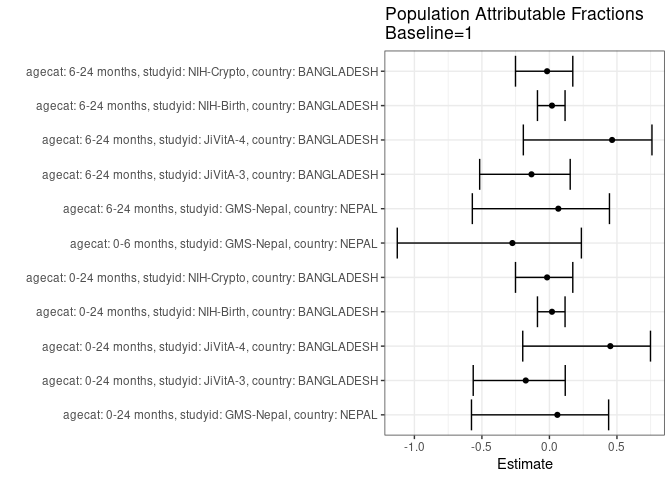 Population Attributable Fractions
Baseline=1
agecat: 6-24 months, studyid: NIH-Crypto, country: BANGLADESH
agecat: 6-24 months, studyid: NIH-Birth, country: BANGLADESH
agecat: 6-24 months, studyid: JiVitA-4, country: BANGLADESH
agecat: 6-24 months, studyid: JiVitA-3, country: BANGLADESH
agecat: 6-24 months, studyid: GMS-Nepal, country: NEPAL
agecat: 0-6 months, studyid: GMS-Nepal, country: NEPAL
agecat: 0-24 months, studyid: NIH-Crypto, country: BANGLADESH
agecat: 0-24 months, studyid: NIH-Birth, country: BANGLADESH
agecat: 0-24 months, studyid: JiVitA-4, country: BANGLADESH
agecat: 0-24 months, studyid: JiVitA-3, country: BANGLADESH
agecat: 0-24 months, studyid: GMS-Nepal, country: NEPAL
-1.0 -0.5 0.0 0.5
Estimate